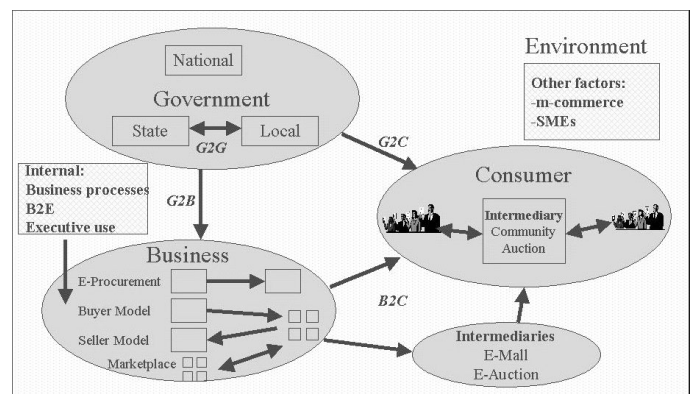 Environment
National
Government
State
Local
G2G
Other factors:
-m-commerce
-SMEs
G2C
Internal:
Business processes
B2E
Executive use
G2B
Consumer
Intermediary
Community
Auction
Business
E-Procurement
Buyer Model
Seller Model
Marketplace
B2C
Intermediaries
E-Mall
E-Auction